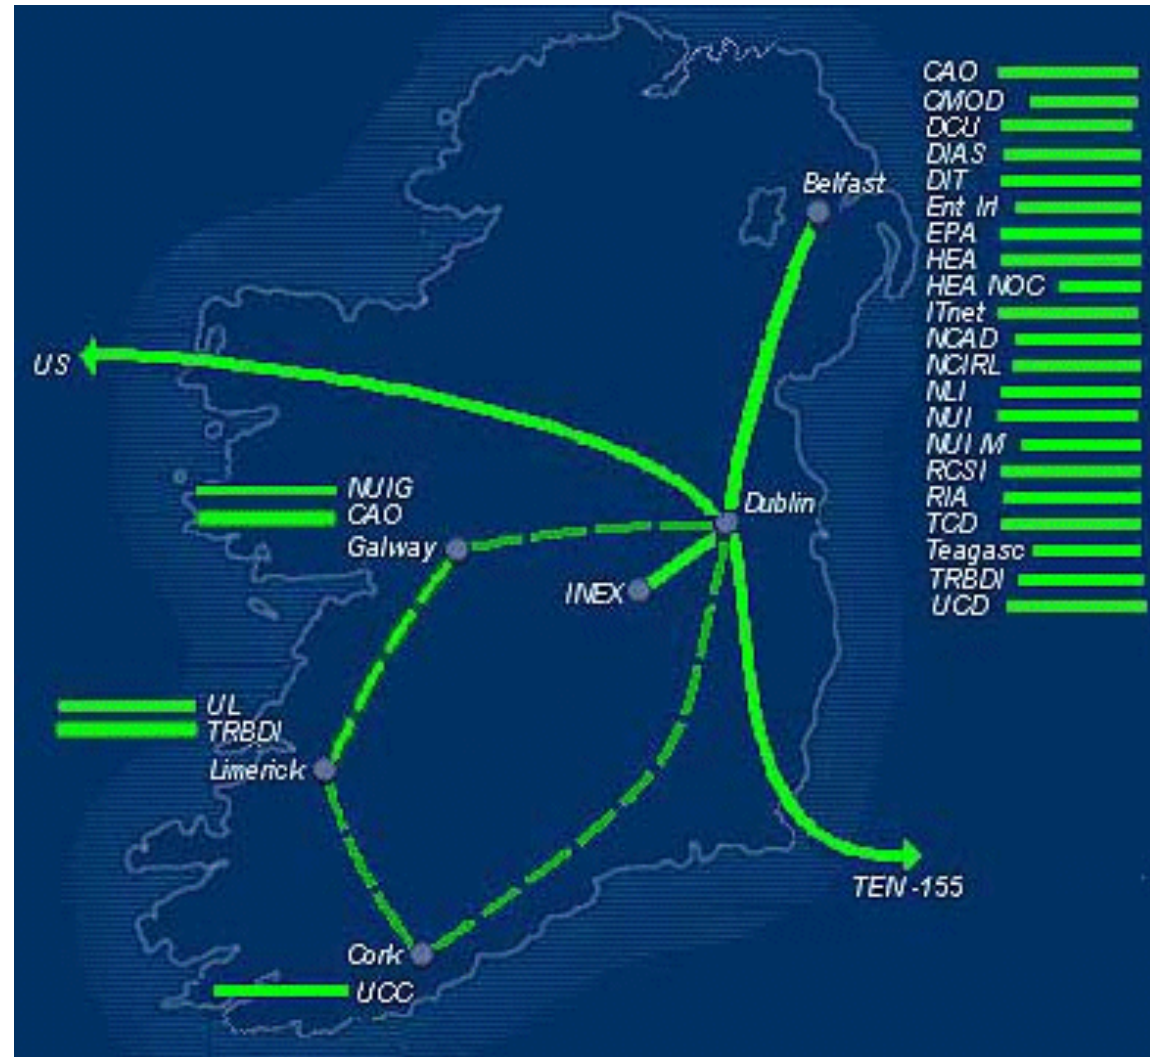 CAO
CMOD
DCU
DIAS
DIT
Ent Irl
EPA
HEA
HEA NOC
ITnet
NCAD
NCIRL
NLI
NUI
NUI M
RCSI
RIA
TCD
Teagasc
TRBDI
UCD
Belfast
US
NUIG
CAO
Galway
Dublin
INEX
UL
TRBDI
Limerick
TEN -155
Cork
UCC